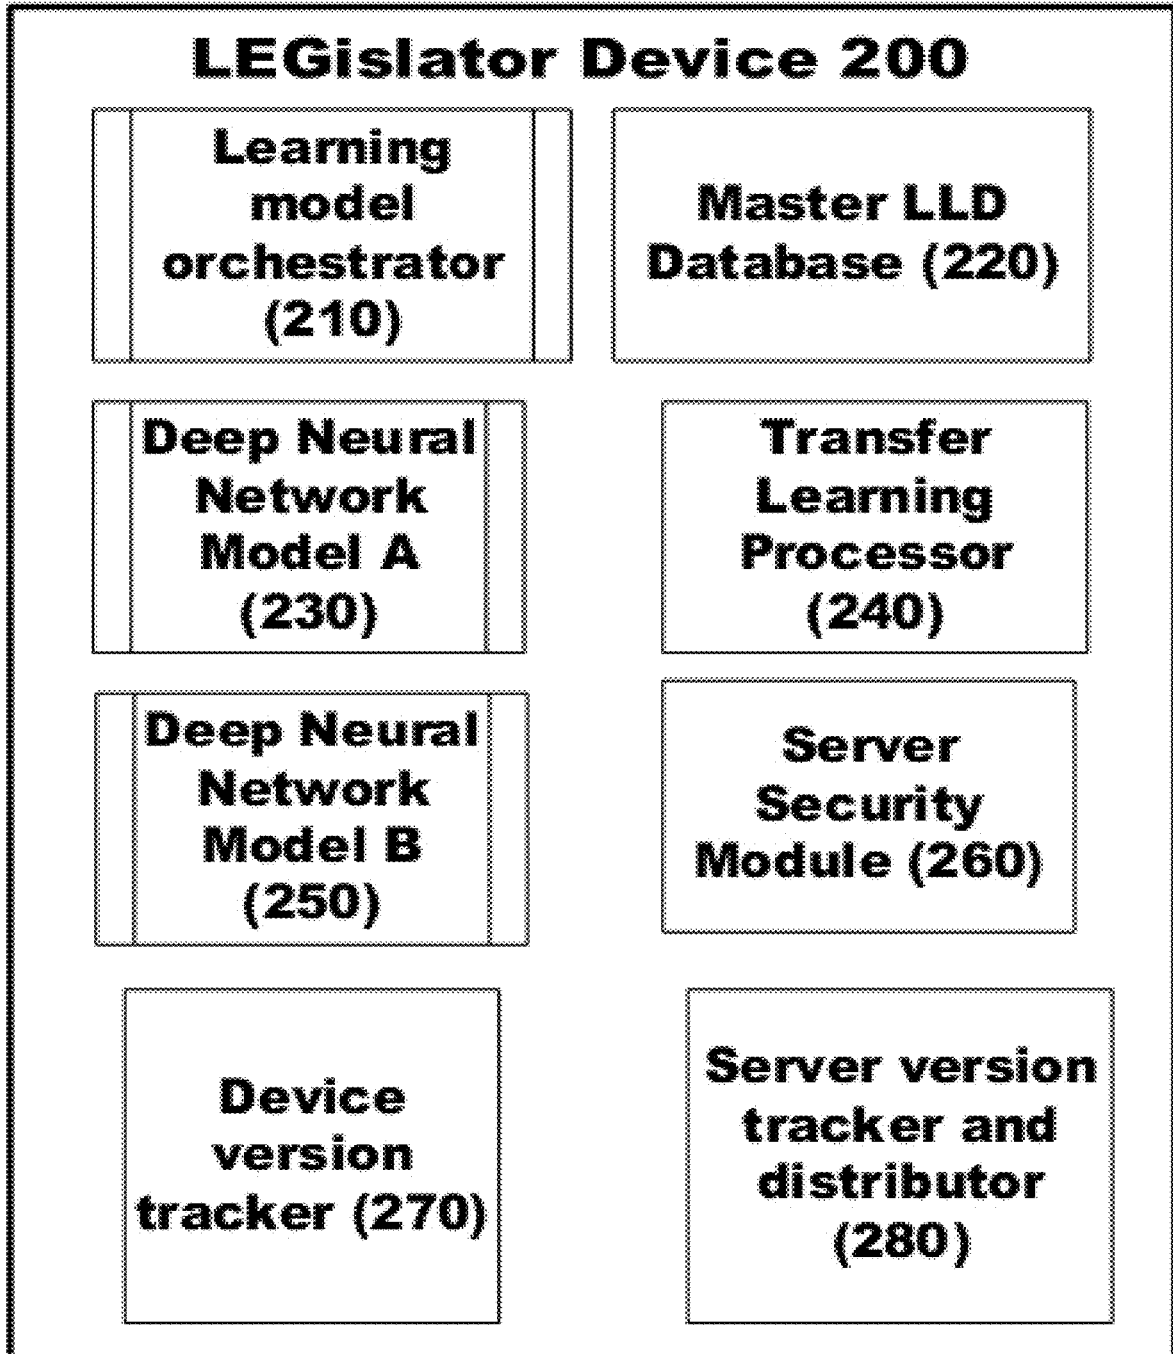 LEGislator Device 200
Learning
model
orchestrator
(210)
Master LLD
Database (220)
Deep Neural
Network
Model A
(230)
Transfer
Learning
Processor
(240)
Deep Neural
Network
Model B
(250)
Server
Security
Module (260)
Device
version
tracker (270)
Server version
tracker and
distributor
(280)